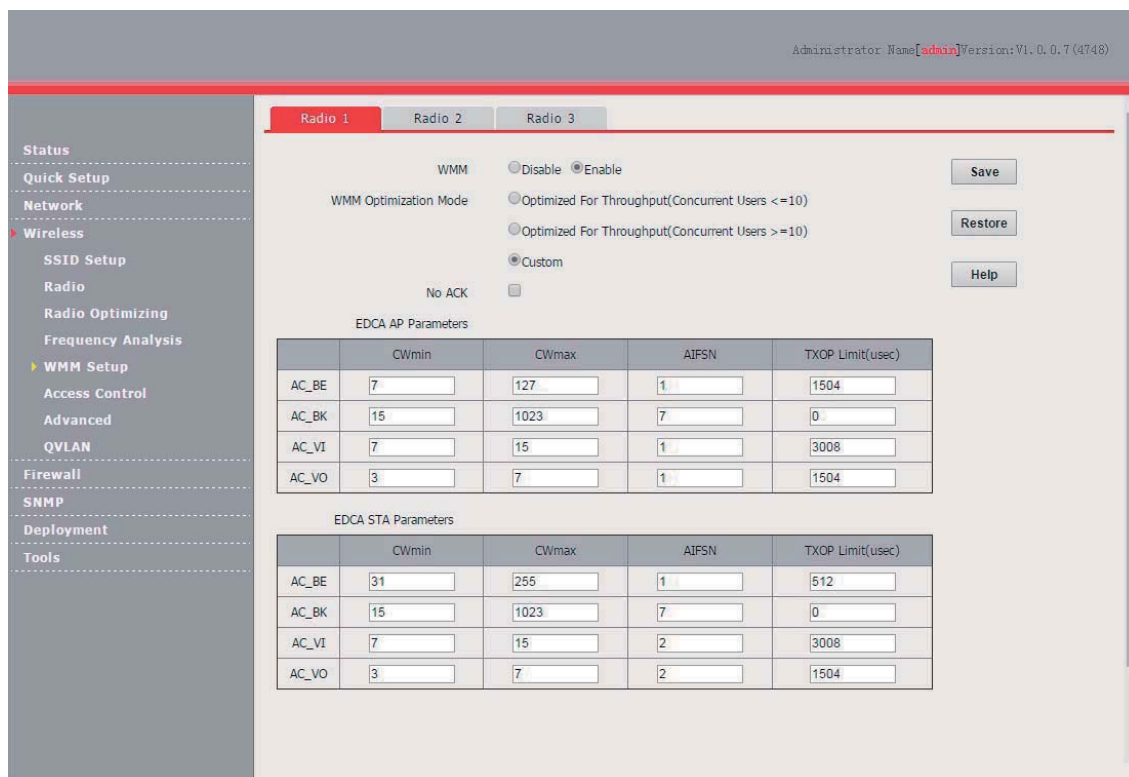 Administrator Name[admin]Version:V1.0.0.7(4748)
Radio 1 Radio 2 Radio 3
Status
Quick Setup
Network
Wireless
SSID Setup
Radio
Radio Optimizing
Frequency Analysis
WMM Setup
Access Control
Advanced
QVLAN
Firewall
SNMP
Deployment
Tools
WMM Disable Enable
WMM Optimization Mode Optimized For Throughput(Concurrent Users <=10)
Optimized For Throughput(Concurrent Users >=10)
Custom
No ACK
Save
Restore
Help
EDCA AP Parameters
CWmin CWmax AIFSN TXOP Limit(usec)
AC_BE 7 127 1 1504
AC_BK 15 1023 7 0
AC_VI 7 15 1 3008
AC_VO 3 7 1 1504
EDCA STA Parameters
CWmin CWmax AIFSN TXOP Limit(usec)
AC_BE 31 255 1 512
AC_BK 15 1023 7 0
AC_VI 7 15 2 3008
AC_VO 3 7 2 1504